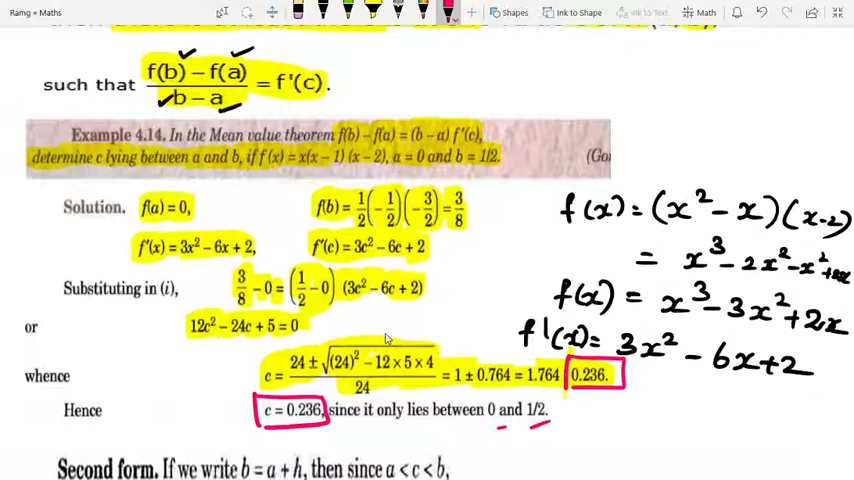 Ramg = Maths
Shapes
Ink to Shape
Ink to Text
Math
such that f(b) – f(a) / b – a = f'(c).
Example 4.14. In the Mean value theorem f(b) – f(a) = (b – a) f'(c),
determine c lying between a and b, if f(x) = x(x – 1) (x – 2), a = 0 and b = 1/2.
Solution. f(a) = 0, f(b) = 1/2 (–1/2) (–3/2) = 3/8
f'(x) = 3x² – 6x + 2, f'(c) = 3c² – 6c + 2
Substituting in (i), 3/8 – 0 = (1/2 – 0) (3c² – 6c + 2)
or 12c² – 24c + 5 = 0
whence c = 24 ± √((24)² – 12 × 5 × 4) / 24 = 1 ± 0.764 = 1.764 0.236.
Hence c = 0.236, since it only lies between 0 and 1/2.
Second form. If we write b = a + h, then since a < c < b,
f(x) = (x² – x)(x-2)
= x³ – 2x² – x² + 2x
f(x) = x³ – 3x² + 2x
f'(x) = 3x² – 6x + 2